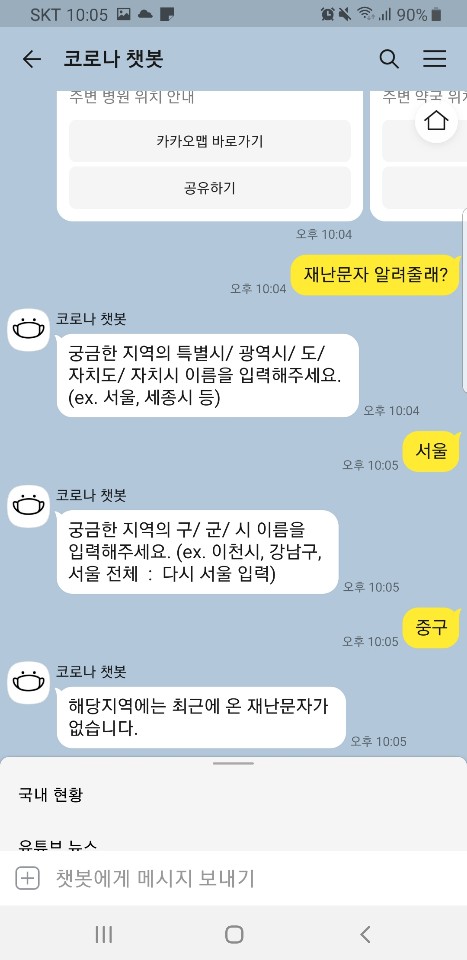 SKT 10:05
90%
코로나 챗봇
주변 병원 위치 안내
주변 약국 위치
카카오맵 바로가기
공유하기
오후 10:04
재난문자 알려줄래?
오후 10:04
코로나 챗봇
궁금한 지역의 특별시/ 광역시/ 도/
자치도/ 자치시 이름을 입력해주세요.
(ex. 서울, 세종시 등)
오후 10:04
서울
오후 10:05
코로나 챗봇
궁금한 지역의 구/ 군/ 시 이름을
입력해주세요. (ex. 이천시, 강남구,
서울 전체 : 다시 서울 입력)
오후 10:05
중구
오후 10:05
코로나 챗봇
해당지역에는 최근에 온 재난문자가
없습니다.
오후 10:05
국내 현황
유튜브 뉴스
챗봇에게 메시지 보내기